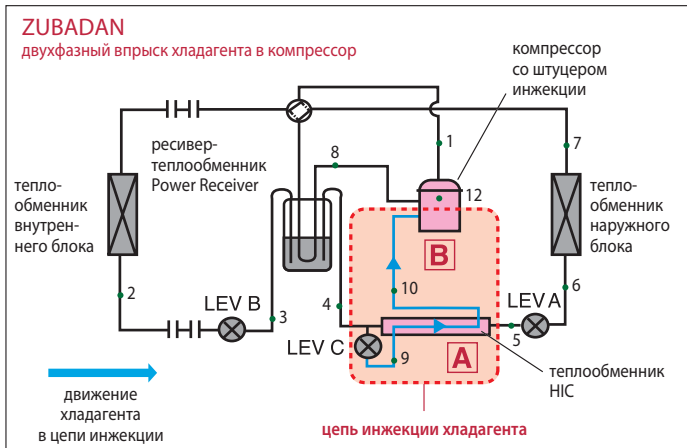 ZUBADAN
двухфазный впрыск хладагента в компрессор
компрессор
со штуцером
инжекции
1
7
ресивер-
теплообменник
Power Receiver
8
тепло-
обменник
внутрен-
него блока
12
тепло-
обменник
наружного
блока
B
2
10
6
LEV B
3
4
LEV A
LEV C
9
A
5
теплообменник
HIC
движение
хладагента
в цепи инжекции
цепь инжекции хладагента